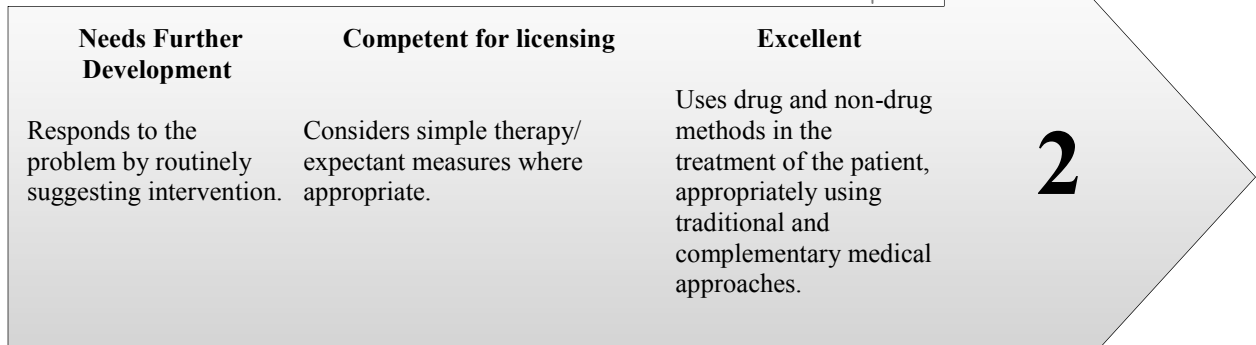 Needs Further
Development
Competent for licensing
Excellent
Responds to the
problem by routinely
suggesting intervention.
Considers simple therapy/
expectant measures where
appropriate.
Uses drug and non-drug
methods in the
treatment of the patient,
appropriately using
traditional and
complementary medical
approaches.
2